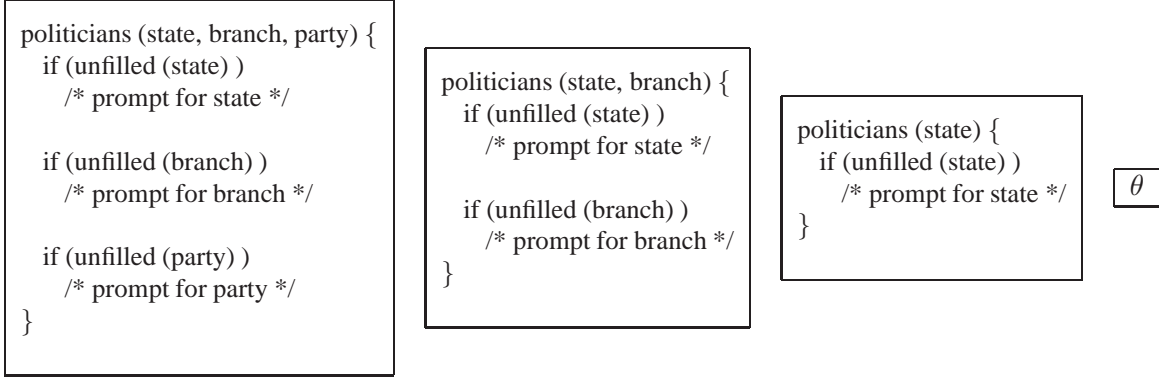 politicians (state, branch, party) {
if (unfilled (state) )
/* prompt for state */
if (unfilled (branch) )
/* prompt for branch */
if (unfilled (party) )
/* prompt for party */
}
politicians (state, branch) {
if (unfilled (state) )
/* prompt for state */
if (unfilled (branch) )
/* prompt for branch */
}
politicians (state) {
if (unfilled (state) )
/* prompt for state */
}
θ